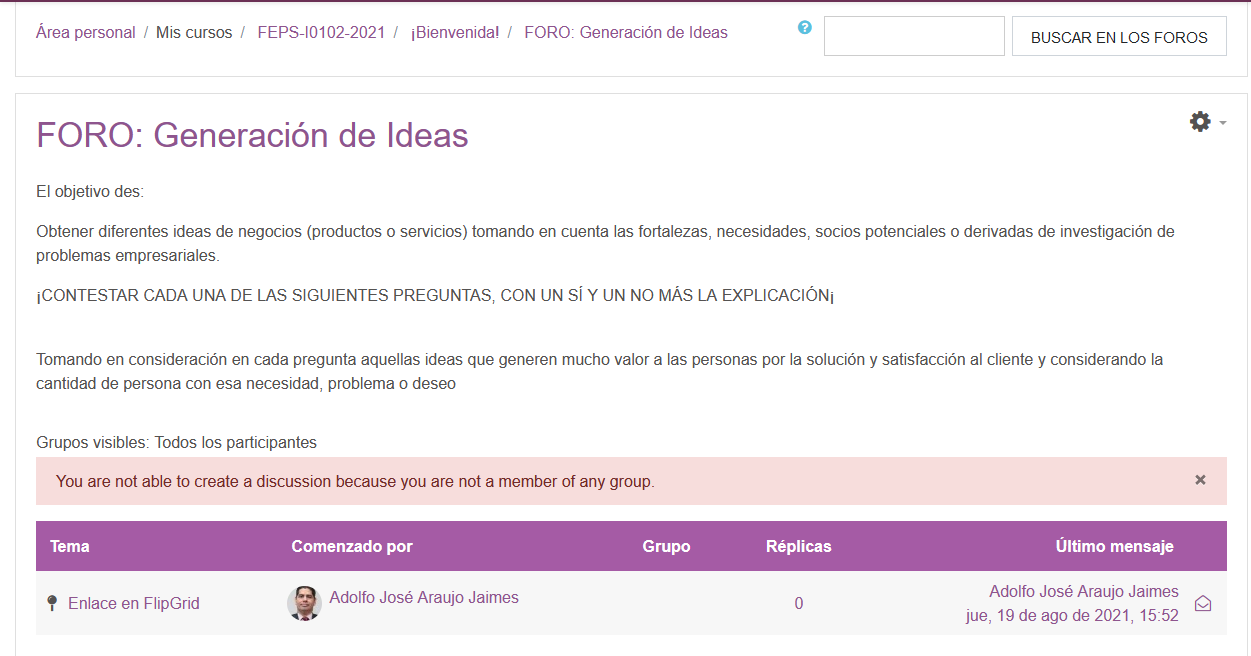 Área personal / Mis cursos / FEPS-I0102-2021 / ¡Bienvenida! / FORO: Generación de Ideas
?
BUSCAR EN LOS FOROS
FORO: Generación de Ideas
El objetivo des:
Obtener diferentes ideas de negocios (productos o servicios) tomando en cuenta las fortalezas, necesidades, socios potenciales o derivadas de investigación de
problemas empresariales.
¡CONTESTAR CADA UNA DE LAS SIGUIENTES PREGUNTAS, CON UN SÍ Y UN NO MÁS LA EXPLICACIÓN¡
Tomando en consideración en cada pregunta aquellas ideas que generen mucho valor a las personas por la solución y satisfacción al cliente y considerando la
cantidad de persona con esa necesidad, problema o deseo
Grupos visibles: Todos los participantes
You are not able to create a discussion because you are not a member of any group. ×
Tema Comenzado por Grupo Réplicas Último mensaje
Enlace en FlipGrid Adolfo José Araujo Jaimes 0 Adolfo José Araujo Jaimes
jue, 19 de ago de 2021, 15:52